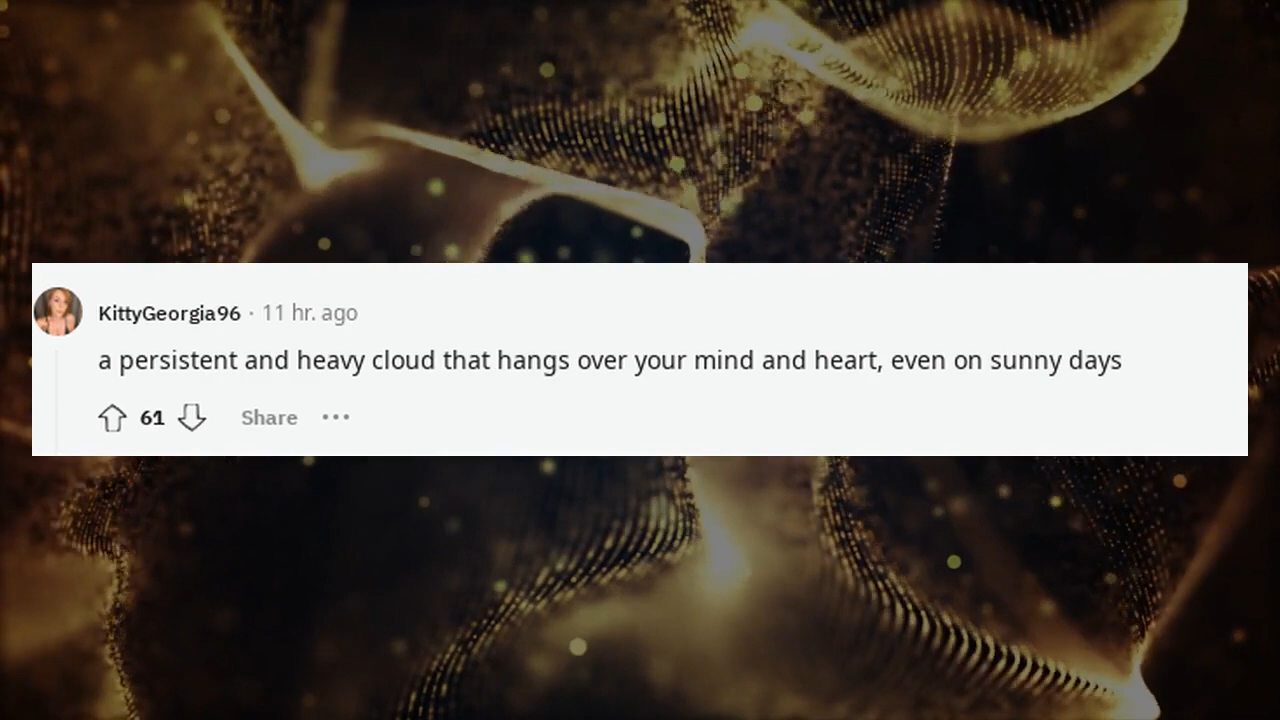 KittyGeorgia96 · 11 hr. ago
a persistent and heavy cloud that hangs over your mind and heart, even on sunny days
61 Share •••